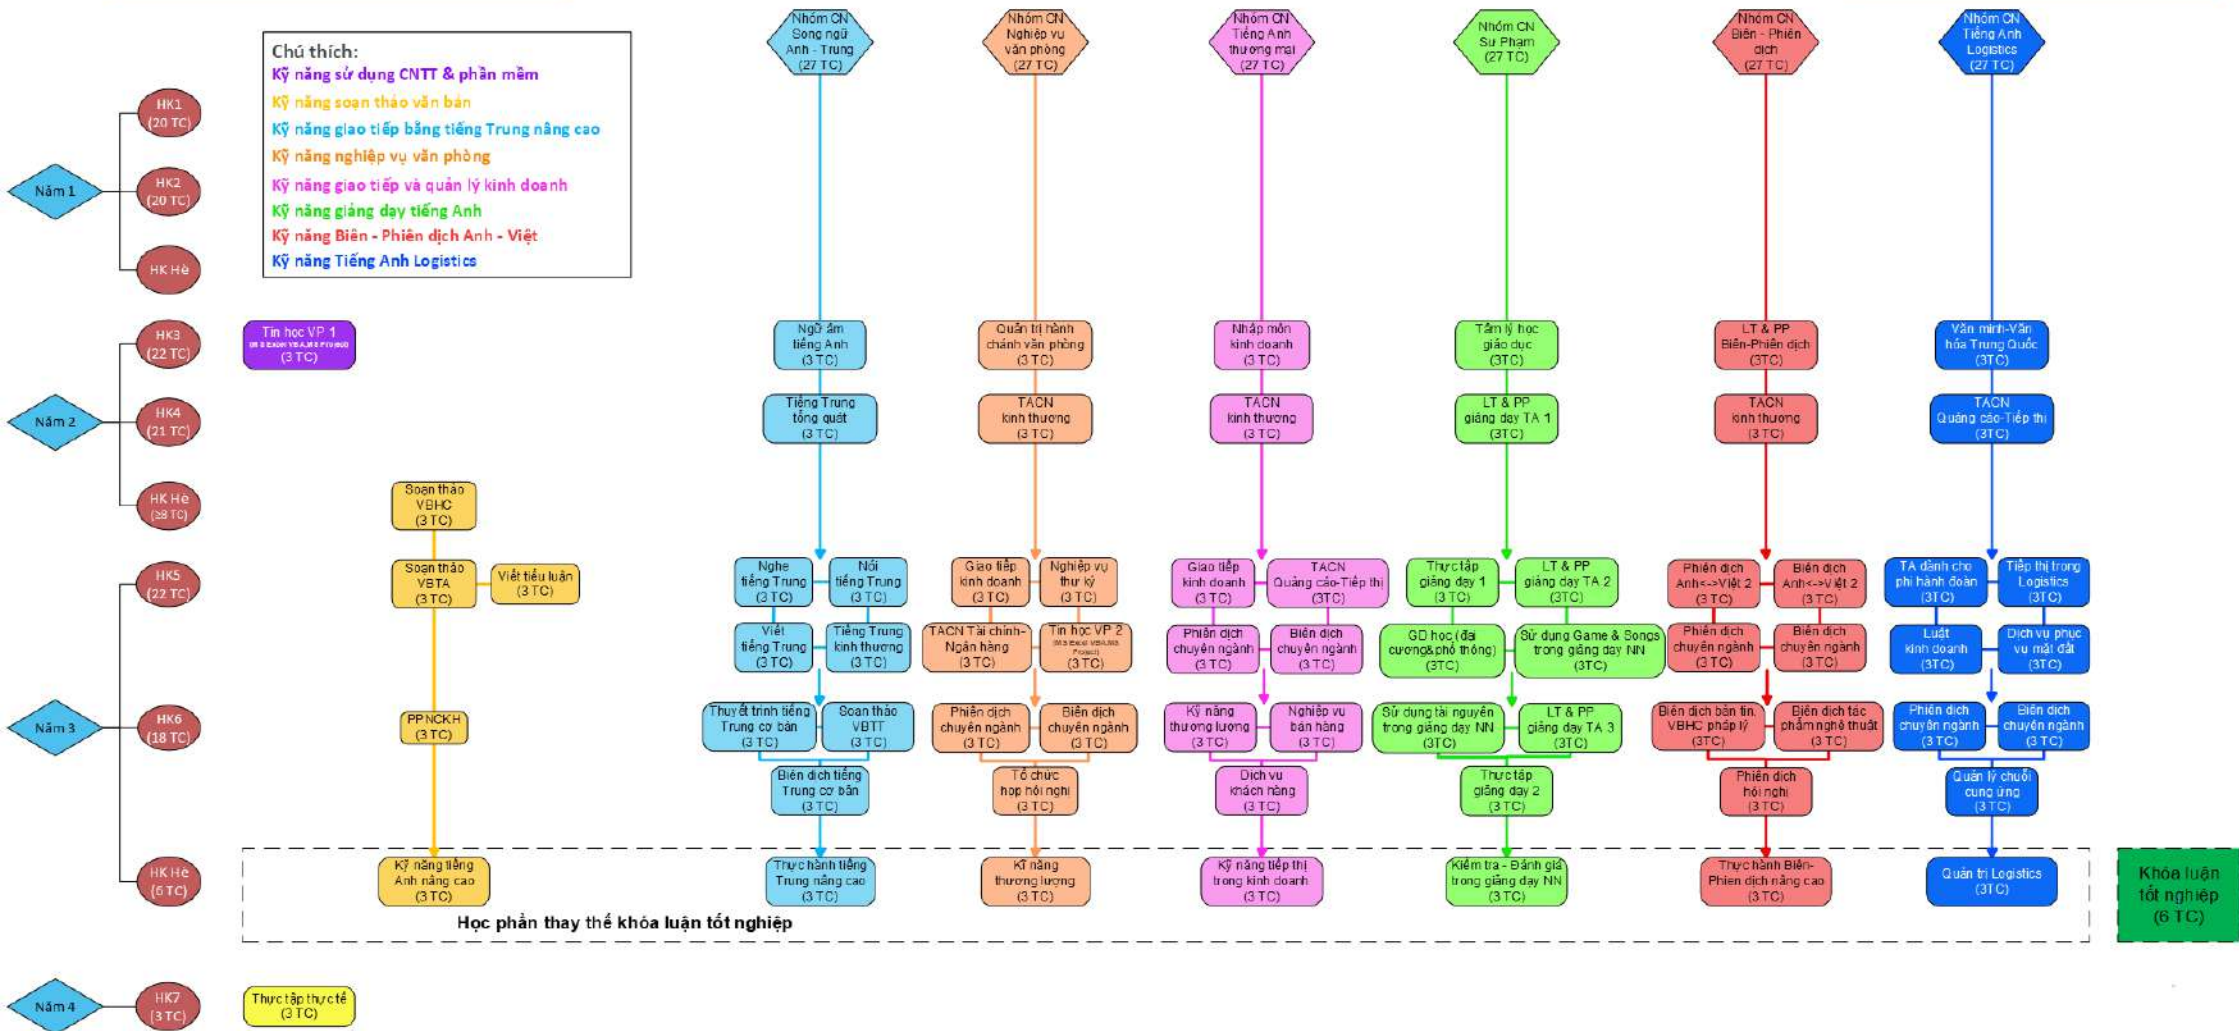 Nhóm CN
Song ngữ
Anh - Trung
(27 TC)
Nhóm CN
Nghiệp vụ
văn phòng
(27 TC)
Nhóm CN
Tiếng Anh
thương mại
(27 TC)
Nhóm CN
Sư Phạm
(27 TC)
Nhóm CN
Biên - Phiên
dịch
(27 TC)
Nhóm CN
Tiếng Anh
Logistics
(27 TC)
Chú thích:
Kỹ năng sử dụng CNTT & phần mềm
Kỹ năng soạn thảo văn bản
Kỹ năng giao tiếp bằng tiếng Trung nâng cao
Kỹ năng nghiệp vụ văn phòng
Kỹ năng giao tiếp và quản lý kinh doanh
Kỹ năng giảng dạy tiếng Anh
Kỹ năng Biên - Phiên dịch Anh - Việt
Kỹ năng Tiếng Anh Logistics
Năm 1
HK1
(20 TC)
HK2
(20 TC)
HK Hè
Năm 2
HK3
(22 TC)
Tin học VP 1
(MS Excel VBA,MS Project)
(3 TC)
Ngữ âm
tiếng Anh
(3 TC)
Quản trị hành
chánh văn phòng
(3 TC)
Nhập môn
kinh doanh
(3 TC)
Tâm lý học
giáo dục
(3TC)
LT & PP
Biên-Phiên dịch
(3TC)
Văn minh-Văn
hóa Trung Quốc
(3TC)
HK4
(21 TC)
Tiếng Trung
tổng quát
(3 TC)
TACN
kinh thương
(3 TC)
TACN
kinh thương
(3 TC)
LT & PP
giảng dạy TA 1
(3TC)
TACN
kinh thương
(3 TC)
TACN
Quảng cáo-Tiếp thị
(3TC)
HK Hè
(≥8 TC)
Soạn thảo
VBHC
(3 TC)
Năm 3
HK5
(22 TC)
Soạn thảo
VBTA
(3 TC)
Viết tiểu luận
(3 TC)
Nghe
tiếng Trung
(3 TC)
Nói
tiếng Trung
(3 TC)
Giao tiếp
kinh doanh
(3 TC)
Nghiệp vụ
thư ký
(3 TC)
Giao tiếp
kinh doanh
(3 TC)
TACN
Quảng cáo-Tiếp thị
(3TC)
Thực tập
giảng dạy 1
(3 TC)
LT & PP
giảng dạy TA 2
(3TC)
Phiên dịch
Anh<->Việt 2
(3 TC)
Biên dịch
Anh<->Việt 2
(3 TC)
TA dành cho
phi hành đoàn
(3TC)
Tiếp thị trong
Logistics
(3TC)
Viết
tiếng Trung
(3 TC)
Tiếng Trung
kinh thương
(3 TC)
TACN Tài chính-
Ngân hàng
(3 TC)
Tin học VP 2
(MS Excel VBA,MS
Project)
(3 TC)
Phiên dịch
chuyên ngành
(3 TC)
Biên dịch
chuyên ngành
(3 TC)
GD học (đại
cương&phổ thông)
(3TC)
Sử dụng Game & Songs
trong giảng dạy NN
(3TC)
Phiên dịch
chuyên ngành
(3 TC)
Biên dịch
chuyên ngành
(3 TC)
Luật
kinh doanh
(3TC)
Dịch vụ phục
vụ mặt đất
(3TC)
HK6
(18 TC)
PPNCKH
(3 TC)
Thuyết trình tiếng
Trung cơ bản
(3 TC)
Soạn thảo
VBTT
(3 TC)
Phiên dịch
chuyên ngành
(3 TC)
Biên dịch
chuyên ngành
(3 TC)
Kỹ năng
thương lượng
(3 TC)
Nghiệp vụ
bán hàng
(3 TC)
Sử dụng tài nguyên
trong giảng dạy NN
(3TC)
LT & PP
giảng dạy TA 3
(3TC)
Biên dịch bản tin,
VBHC pháp lý
(3TC)
Biên dịch tác
phẩm nghệ thuật
(3 TC)
Phiên dịch
chuyên ngành
(3 TC)
Biên dịch
chuyên ngành
(3 TC)
Biên dịch tiếng
Trung cơ bản
(3 TC)
Tổ chức
họp hội nghị
(3 TC)
Dịch vụ
khách hàng
(3 TC)
Thực tập
giảng dạy 2
(3 TC)
Phiên dịch
hội nghị
(3 TC)
Quản lý chuỗi
cung ứng
(3 TC)
HK Hè
(6 TC)
Kỹ năng tiếng
Anh nâng cao
(3 TC)
Thực hành tiếng
Trung nâng cao
(3 TC)
Kĩ năng
thương lượng
(3 TC)
Kỹ năng tiếp thị
trong kinh doanh
(3 TC)
Kiểm tra - Đánh giá
trong giảng dạy NN
(3 TC)
Thực hành Biên-
Phien dịch nâng cao
(3 TC)
Quản trị Logistics
(3TC)
Khóa luận
tốt nghiệp
(6 TC)
Học phần thay thế khóa luận tốt nghiệp
Năm 4
HK7
(3 TC)
Thực tập thực tế
(3 TC)